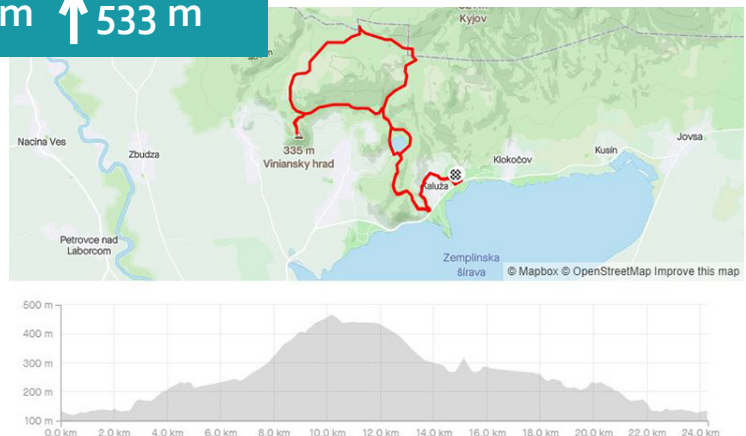 m ↑ 533 m
Kyjov
Nacina Ves
Zbudza
335 m
Viniansky hrad
Jovsa
Kusín
Klokočov
Kaluža
Petrovce nad
Laborcom
Zemplínska
šírava
© Mapbox © OpenStreetMap Improve this map
500 m
400 m
300 m
200 m
100 m
0.0 km 2.0 km 4.0 km 6.0 km 8.0 km 10.0 km 12.0 km 14.0 km 16.0 km 18.0 km 20.0 km 22.0 km 24.0 km